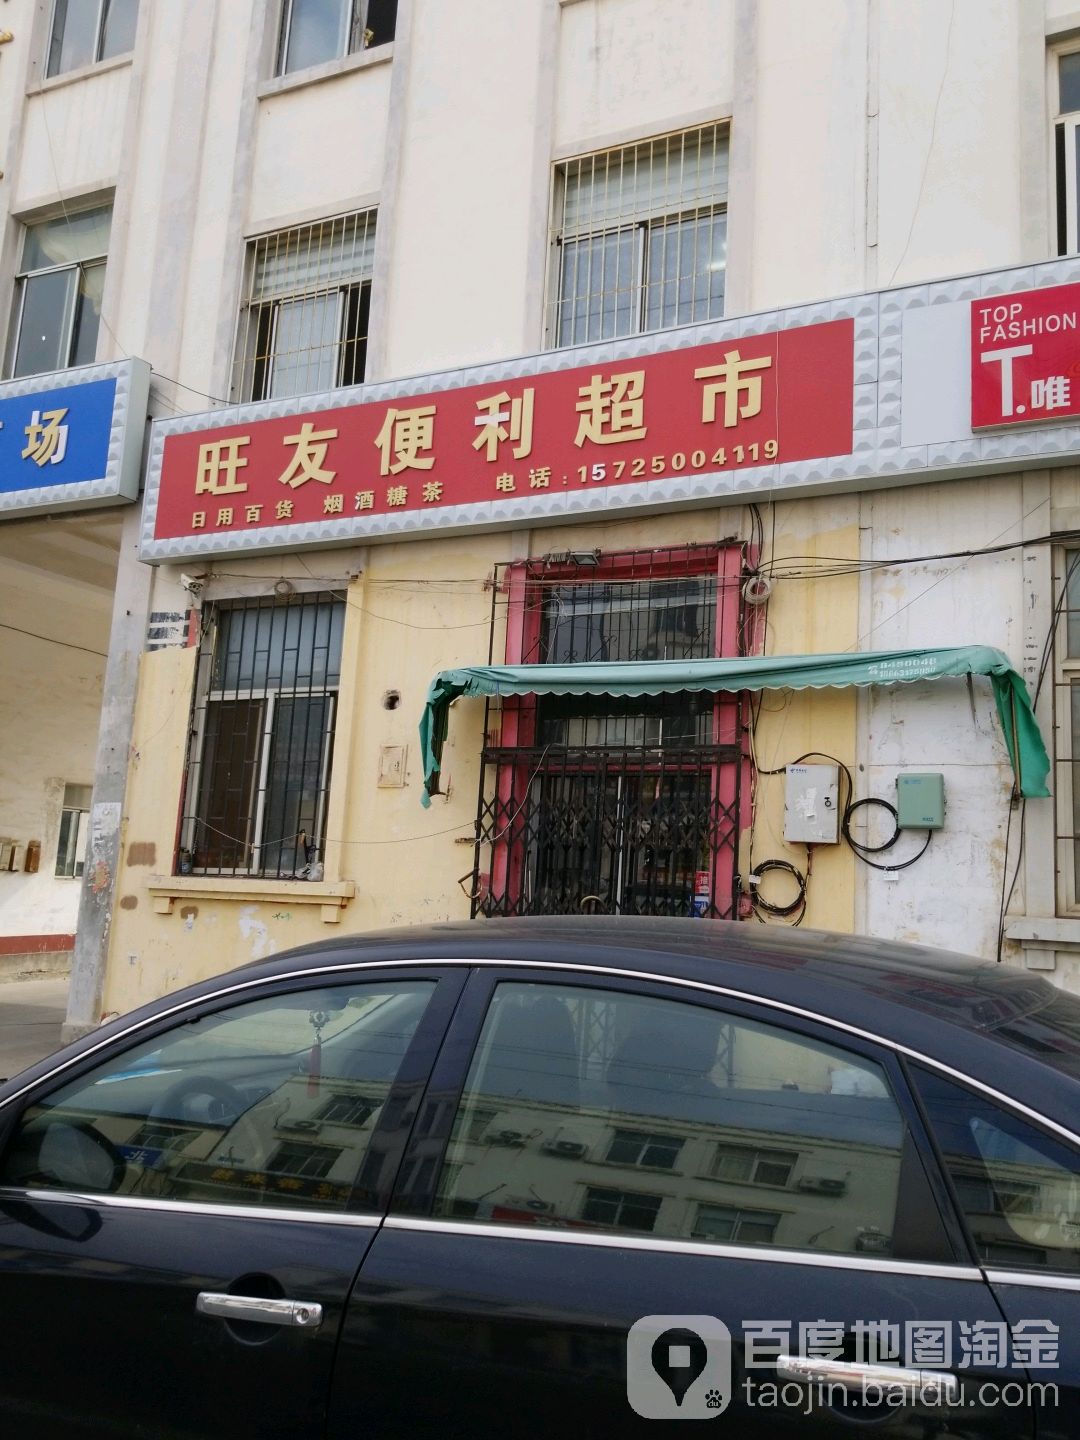 场
旺友便利超市
日用百货 烟酒糖茶 电话:15725004119
TOP
FASHION
T.唯
百度地图淘金
taojin.baidu.com